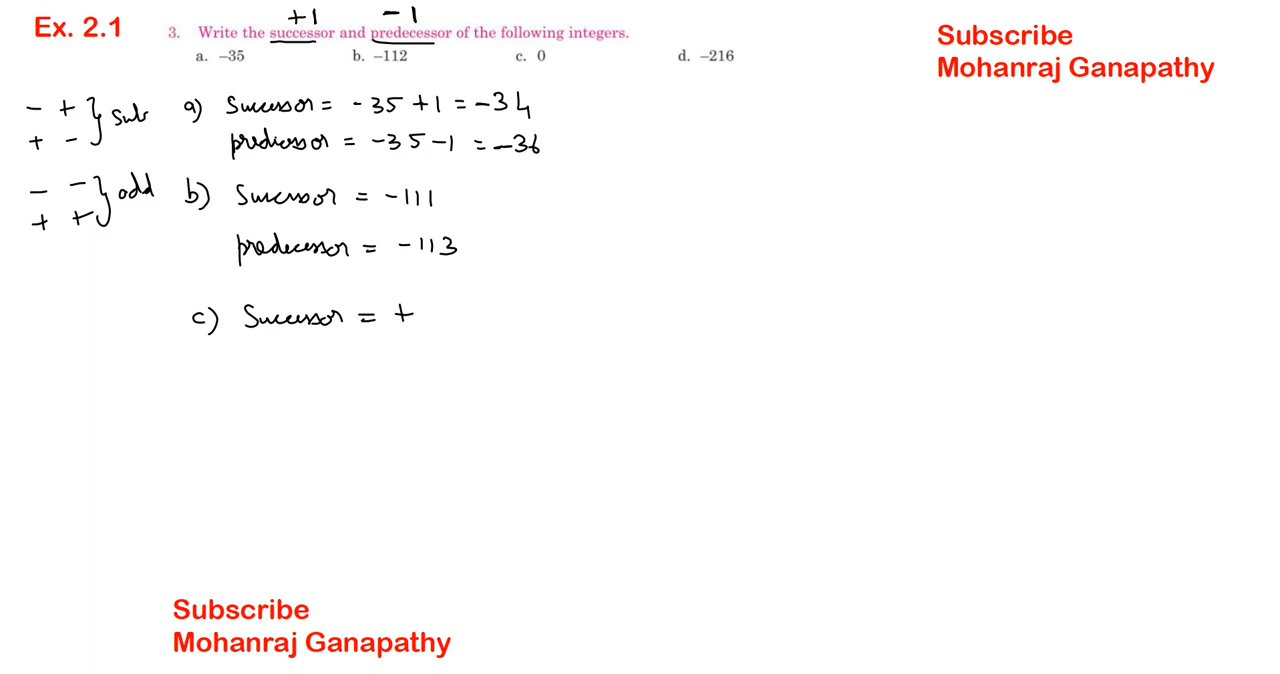 Ex. 2.1
+1 -1
3. Write the successor and predecessor of the following integers.
a. –35 b. –112 c. 0 d. –216
Subscribe
Mohanraj Ganapathy
- + } Sub
+ -
- - } add
+ +
a) Successor = -35 + 1 = -34
predecessor = -35 - 1 = -36
b) Successor = -111
predecessor = -113
c) Successor = +
Subscribe
Mohanraj Ganapathy